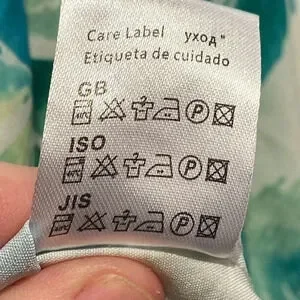 Care Label уход"
Etiqueta de cuidado
GB
P
ISO
P
JIS
P